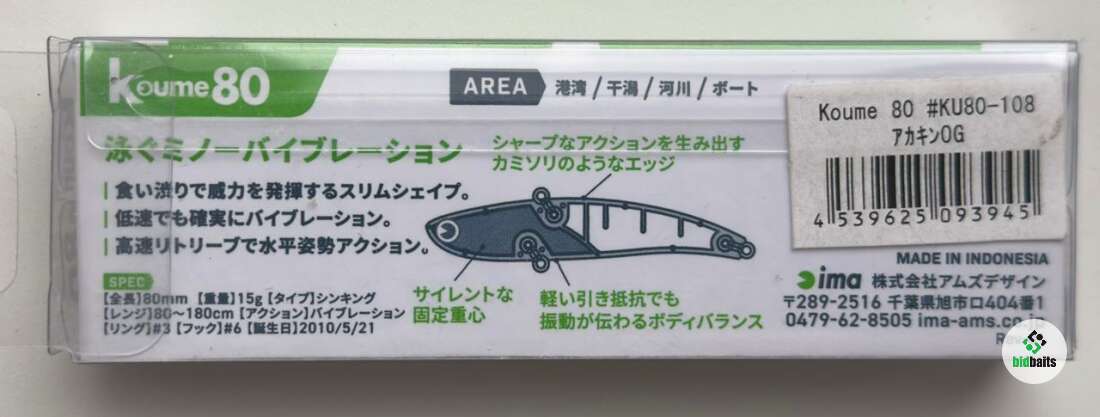 Koume80
AREA 港湾/干潟/河川/ボート
泳ぐミノーバイブレーション
食い渋りで威力を発揮するスリムシェイプ。
低速でも確実にバイブレーション。
高速リトリーブで水平姿勢アクション。
シャープなアクションを生み出す
カミソリのようなエッジ
サイレントな
固定重心
軽い引き抵抗でも
振動が伝わるボディバランス
SPEC
【全長】80mm 【重量】15g 【タイプ】シンキング
【レンジ】80〜180cm 【アクション】バイブレーション
【リング】#3 【フック】#6 【誕生日】2010/5/21
Koume 80 #KU80-108
アカキンOG
4 539625 093945
MADE IN INDONESIA
ima 株式会社アムズデザイン
〒289-2516 千葉県旭市ロ404番1
0479-62-8505 ima-ams.co.jp
bidbaits